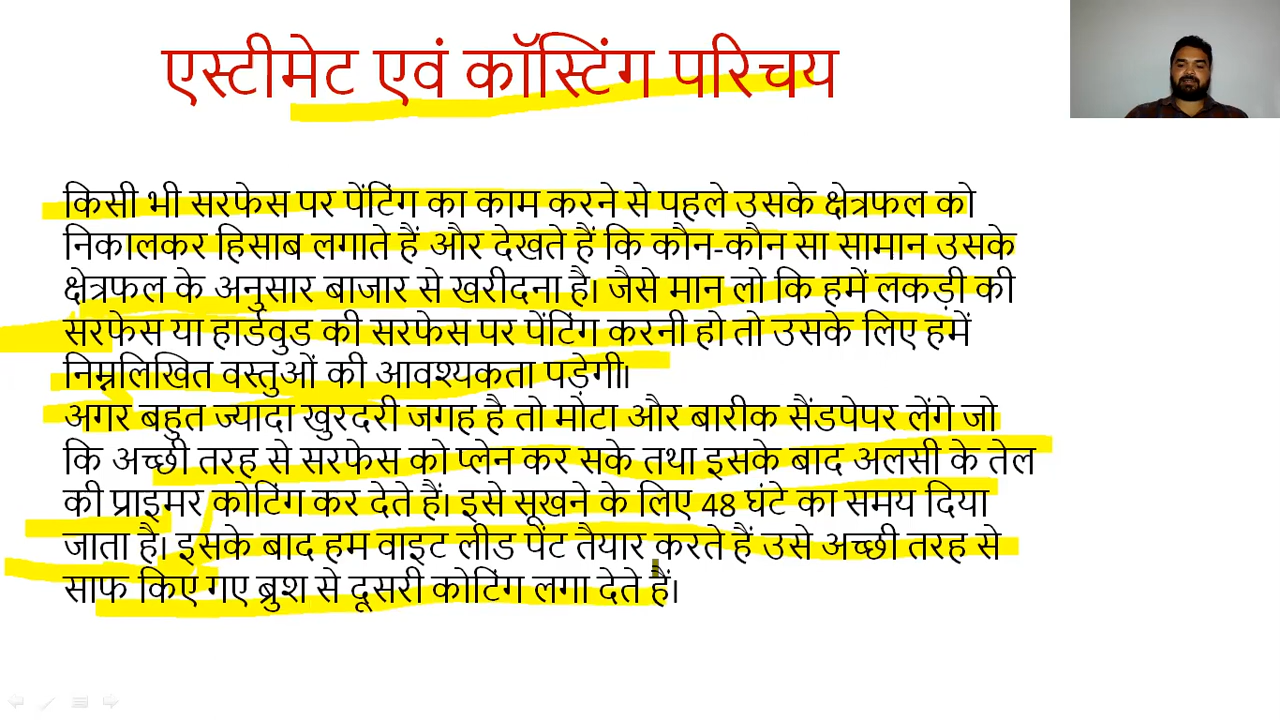 एस्टीमेट एवं कॉस्टिंग परिचय
किसी भी सरफेस पर पेंटिंग का काम करने से पहले उसके क्षेत्रफल को
निकालकर हिसाब लगाते हैं और देखते हैं कि कौन-कौन सा सामान उसके
क्षेत्रफल के अनुसार बाजार से खरीदना है। जैसे मान लो कि हमें लकड़ी की
सरफेस या हार्डवुड की सरफेस पर पेंटिंग करनी हो तो उसके लिए हमें
निम्नलिखित वस्तुओं की आवश्यकता पड़ेगी।
अगर बहुत ज्यादा खुरदरी जगह है तो मोटा और बारीक सैंडपेपर लेंगे जो
कि अच्छी तरह से सरफेस को प्लेन कर सके तथा इसके बाद अलसी के तेल
की प्राइमर कोटिंग कर देते हैं। इसे सूखने के लिए 48 घंटे का समय दिया
जाता है। इसके बाद हम वाइट लीड पेंट तैयार करते हैं उसे अच्छी तरह से
साफ किए गए ब्रुश से दूसरी कोटिंग लगा देते हैं।